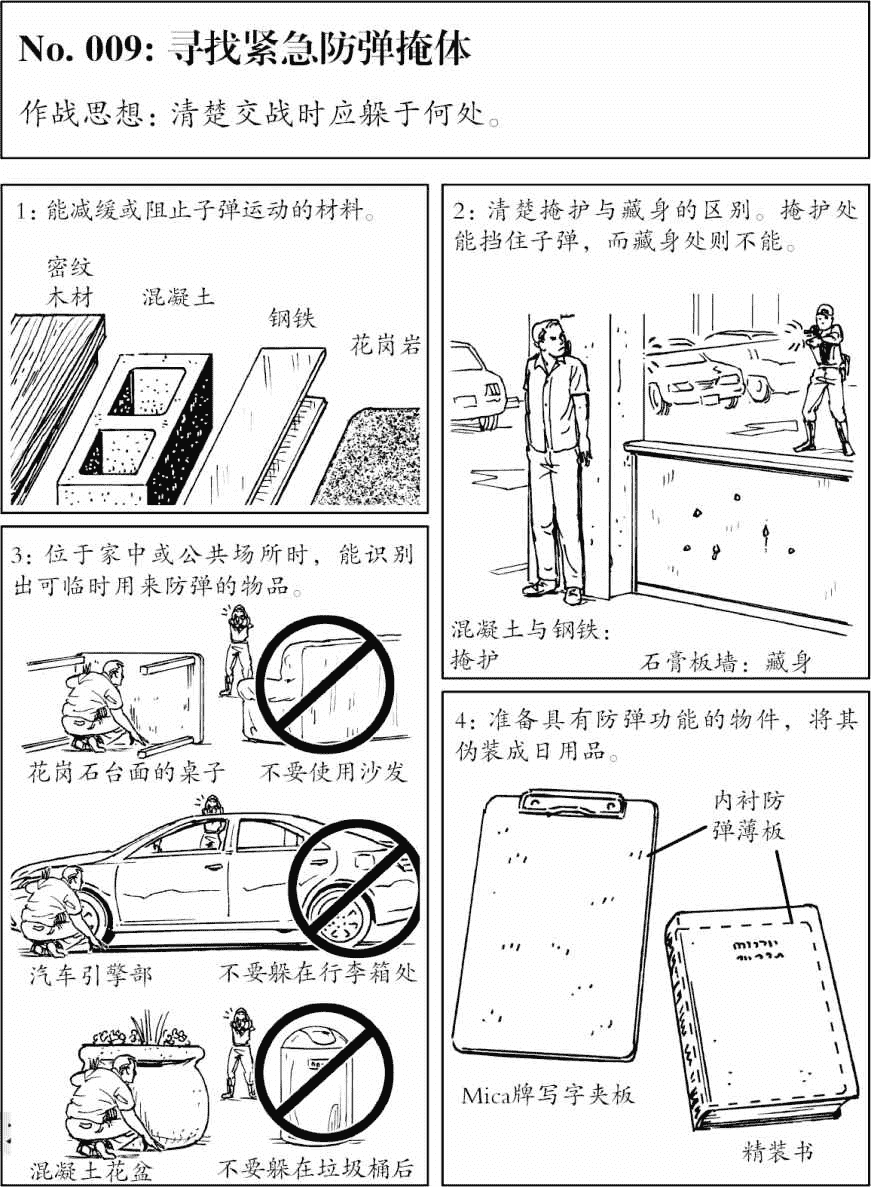 No. 009: 寻找紧急防弹掩体
作战思想：清楚交战时应躲于何处。
1：能减缓或阻止子弹运动的材料。
密纹
木材
混凝土
钢铁
花岗岩
2：清楚掩护与藏身的区别。掩护处
能挡住子弹，而藏身处则不能。
混凝土与钢铁：
掩护
石膏板墙：藏身
3：位于家中或公共场所时，能识别
出可临时用来防弹的物品。
花岗石台面的桌子
不要使用沙发
汽车引擎部
不要躲在行李箱处
混凝土花盆
不要躲在垃圾桶后
4：准备具有防弹功能的物件，将其
伪装成日用品。
内衬防
弹薄板
Mica牌写字夹板
精装书